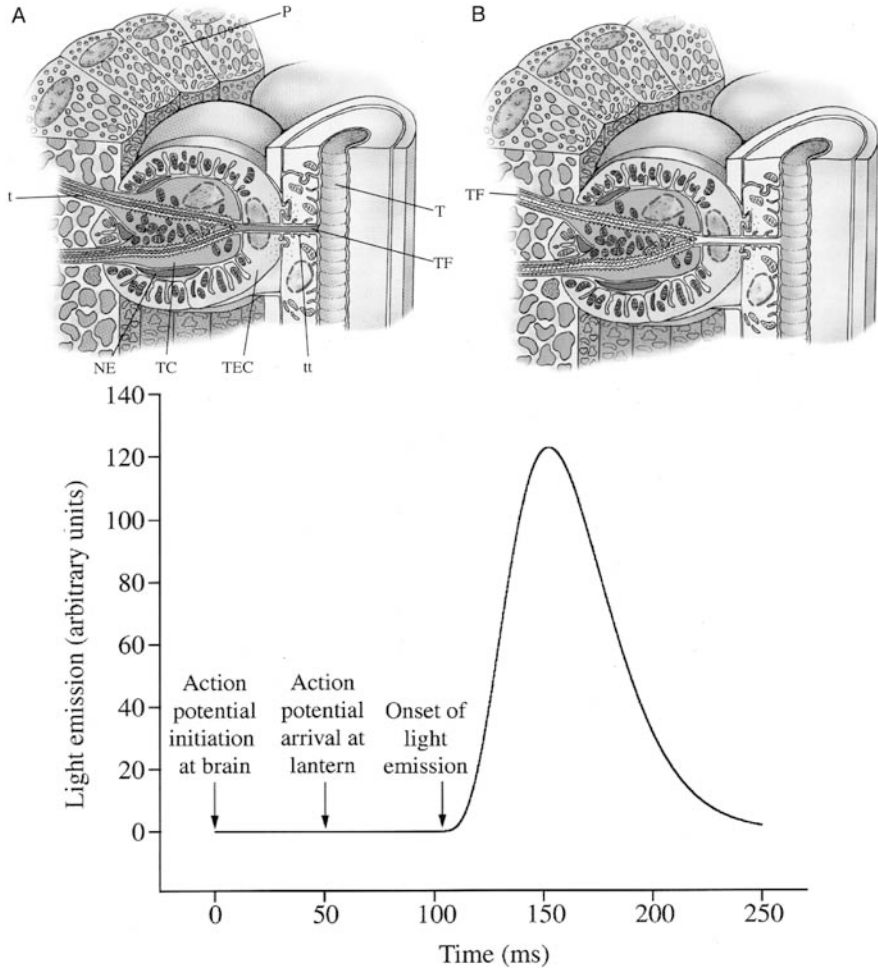 A
B
P
t
T
TF
TF
NE
TC
TEC
tt
140
120
100
80
60
40
20
0
Light emission (arbitrary units)
Action
potential
initiation
at brain
Action
potential
arrival at
lantern
Onset of
light
emission
0
50
100
150
200
250
Time (ms)